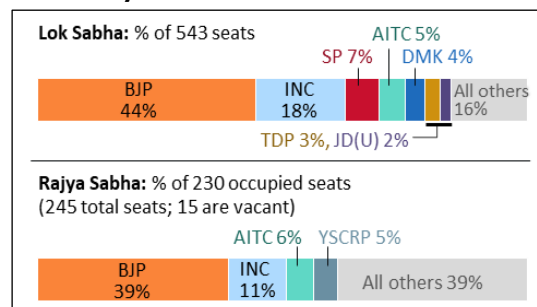 Lok Sabha: % of 543 seats
AITC 5%
SP 7% DMK 4%
BJP
44%
INC
18%
All others
16%
TDP 3%, JD(U) 2%
Rajya Sabha: % of 230 occupied seats
(245 total seats; 15 are vacant)
AITC 6% YSCRP 5%
BJP
39%
INC
11%
All others 39%